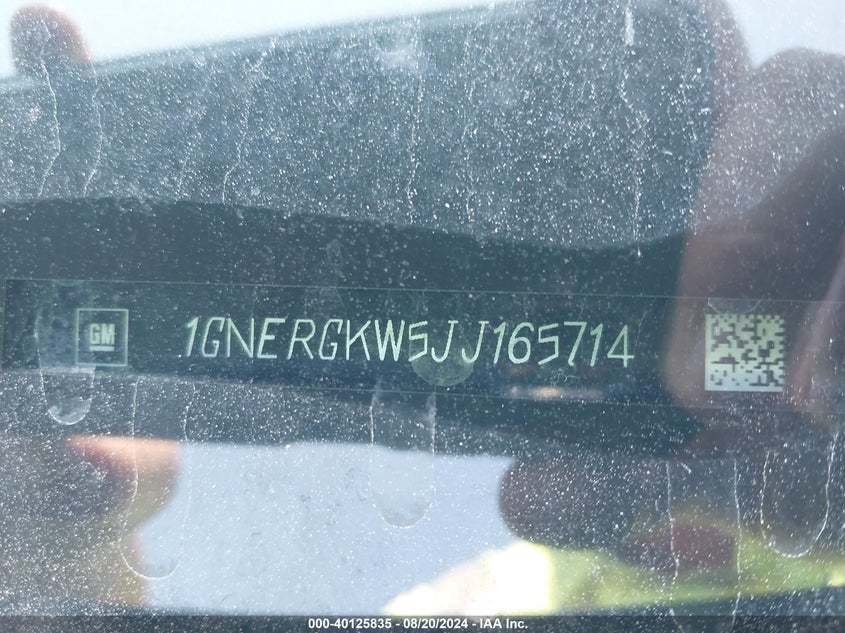 GM 1GNERGKW5JJ165714
000-40125835 - 08/20/2024 - IAA Inc.